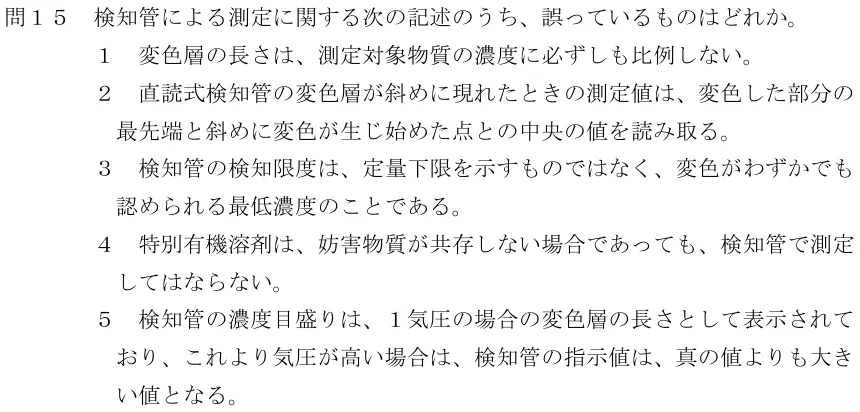 問１５　検知管による測定に関する次の記述のうち、誤っているものはどれか。
１　変色層の長さは、測定対象物質の濃度に必ずしも比例しない。
２　直読式検知管の変色層が斜めに現れたときの測定値は、変色した部分の
最先端と斜めに変色が生じ始めた点との中央の値を読み取る。
３　検知管の検知限度は、定量下限を示すものではなく、変色がわずかでも
認められる最低濃度のことである。
４　特別有機溶剤は、妨害物質が共存しない場合であっても、検知管で測定
してはならない。
５　検知管の濃度目盛りは、１気圧の場合の変色層の長さとして表示されて
おり、これより気圧が高い場合は、検知管の指示値は、真の値よりも大き
い値となる。